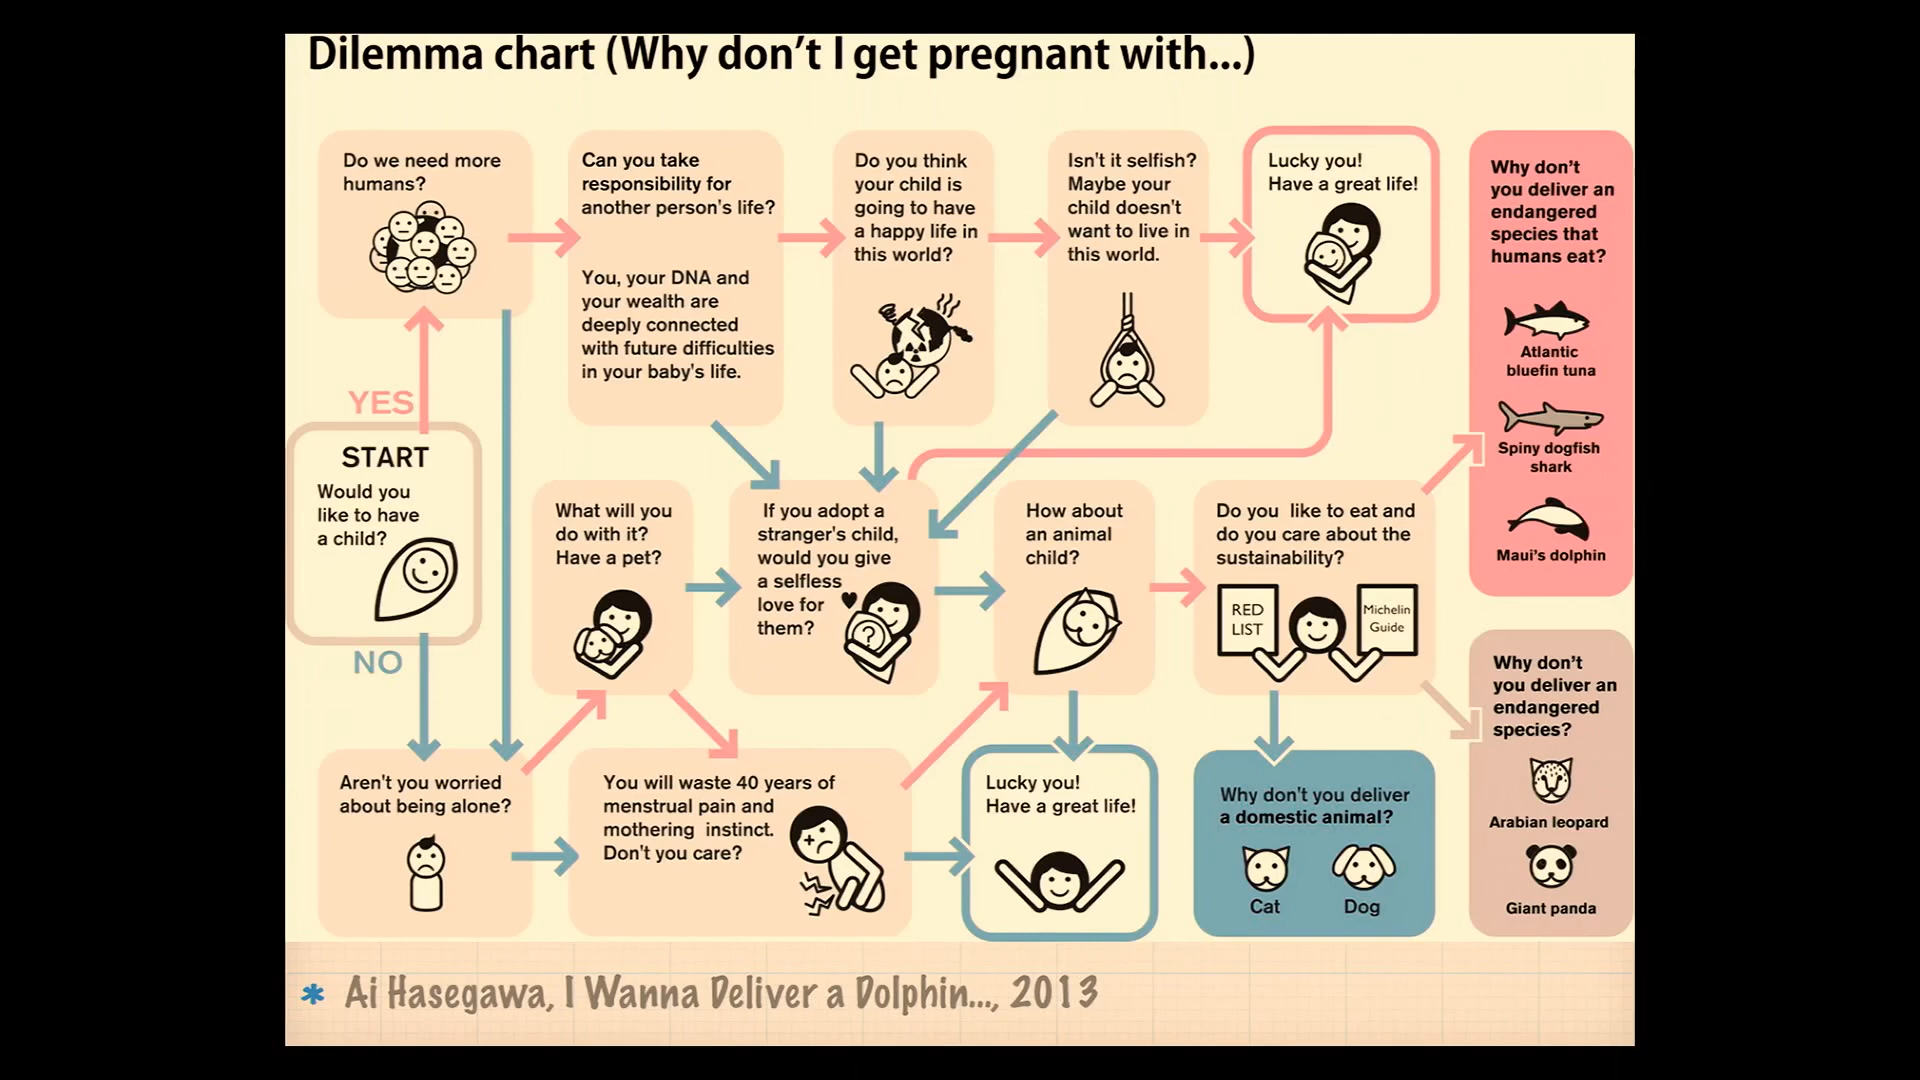 Dilemma chart (Why don't I get pregnant with...)
Do we need more
humans?
Can you take
responsibility for
another person's life?
You, your DNA and
your wealth are
deeply connected
with future difficulties
in your baby's life.
Do you think
your child is
going to have
a happy life in
this world?
Isn't it selfish?
Maybe your
child doesn't
want to live in
this world.
Lucky you!
Have a great life!
Why don't
you deliver an
endangered
species that
humans eat?
Atlantic
bluefin tuna
Spiny dogfish
shark
Maui's dolphin
YES
START
Would you
like to have
a child?
NO
What will you
do with it?
Have a pet?
If you adopt a
stranger's child,
would you give
a selfless
love for
them?
?
How about
an animal
child?
Do you like to eat and
do you care about the
sustainability?
RED
LIST
Michelin
Guide
Why don't
you deliver an
endangered
species?
Arabian leopard
Giant panda
Aren't you worried
about being alone?
You will waste 40 years of
menstrual pain and
mothering instinct.
Don't you care?
Lucky you!
Have a great life!
Why don't you deliver
a domestic animal?
Cat
Dog
* Ai Hasegawa, I Wanna Deliver a Dolphin..., 2013